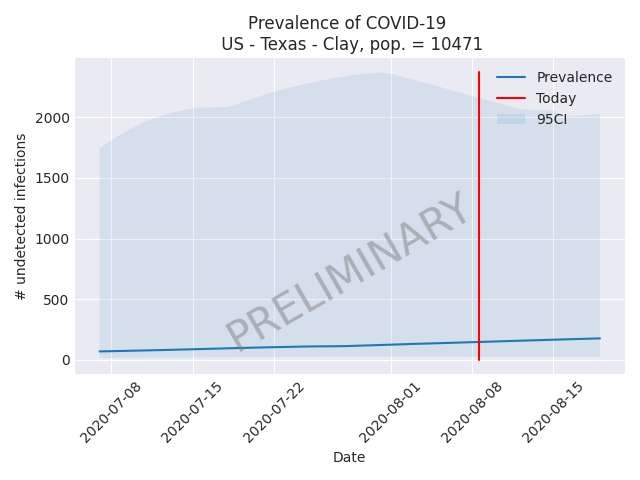 Prevalence of COVID-19
US - Texas - Clay, pop. = 10471
# undetected infections
2000
1500
1000
500
0
Prevalence
Today
95CI
PRELIMINARY
2020-07-08
2020-07-15
2020-07-22
2020-08-01
2020-08-08
2020-08-15
Date